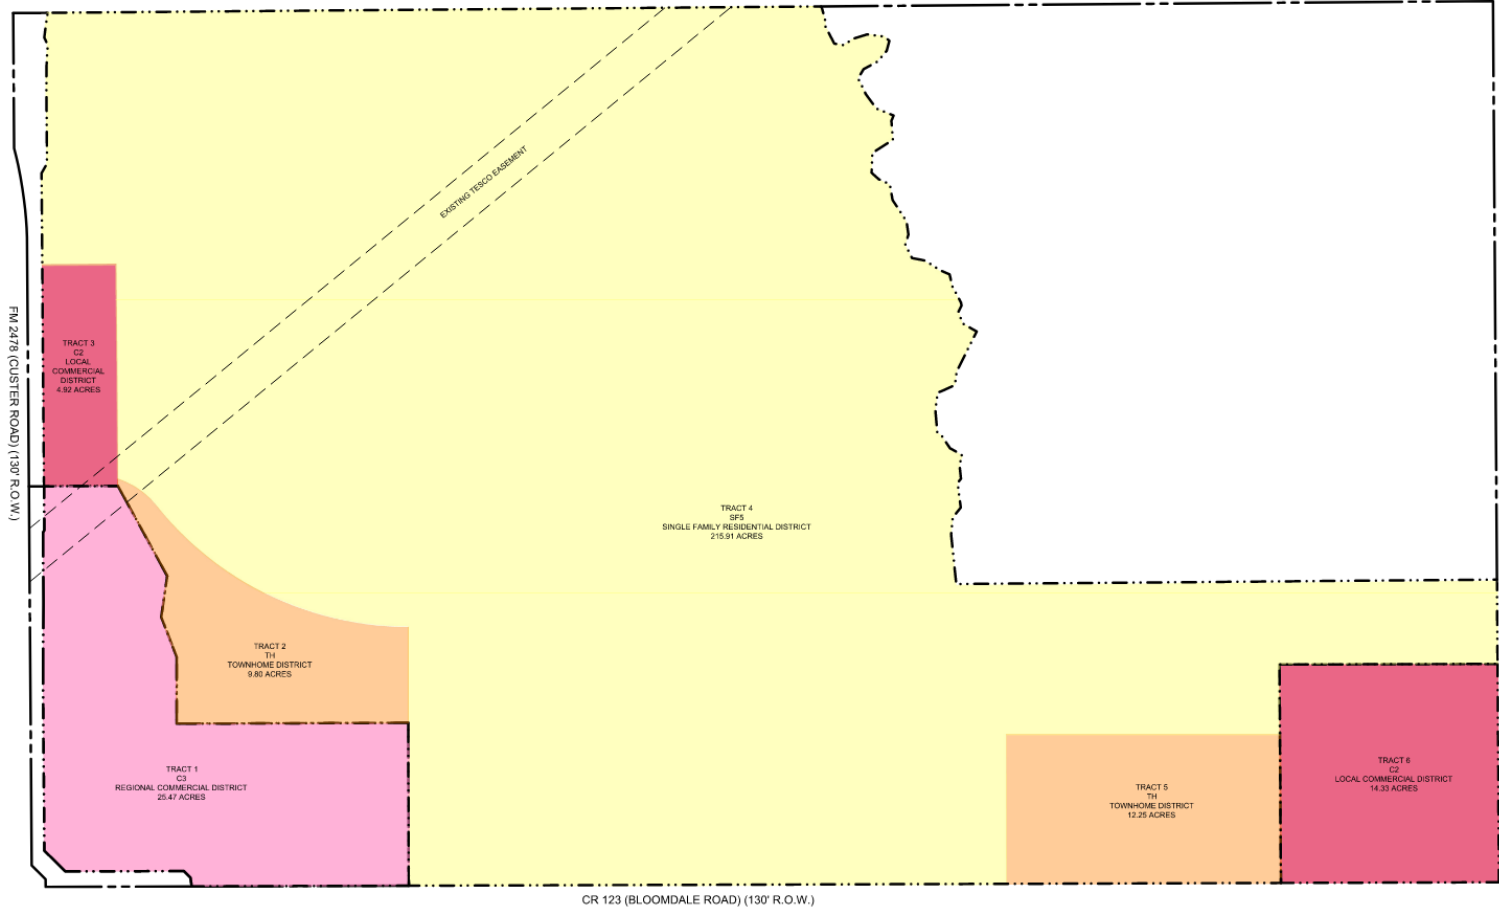 EXISTING TESCO EASEMENT
FM 2478 (CUSTER ROAD) (130' R.O.W.)
TRACT 3
C2
LOCAL
COMMERCIAL
DISTRICT
4.92 ACRES
TRACT 4
SF5
SINGLE FAMILY RESIDENTIAL DISTRICT
215.91 ACRES
TRACT 2
TH
TOWNHOME DISTRICT
9.80 ACRES
TRACT 1
C3
REGIONAL COMMERCIAL DISTRICT
25.47 ACRES
TRACT 5
TH
TOWNHOME DISTRICT
12.25 ACRES
TRACT 6
C2
LOCAL COMMERCIAL DISTRICT
14.33 ACRES
CR 123 (BLOOMDALE ROAD) (130' R.O.W.)